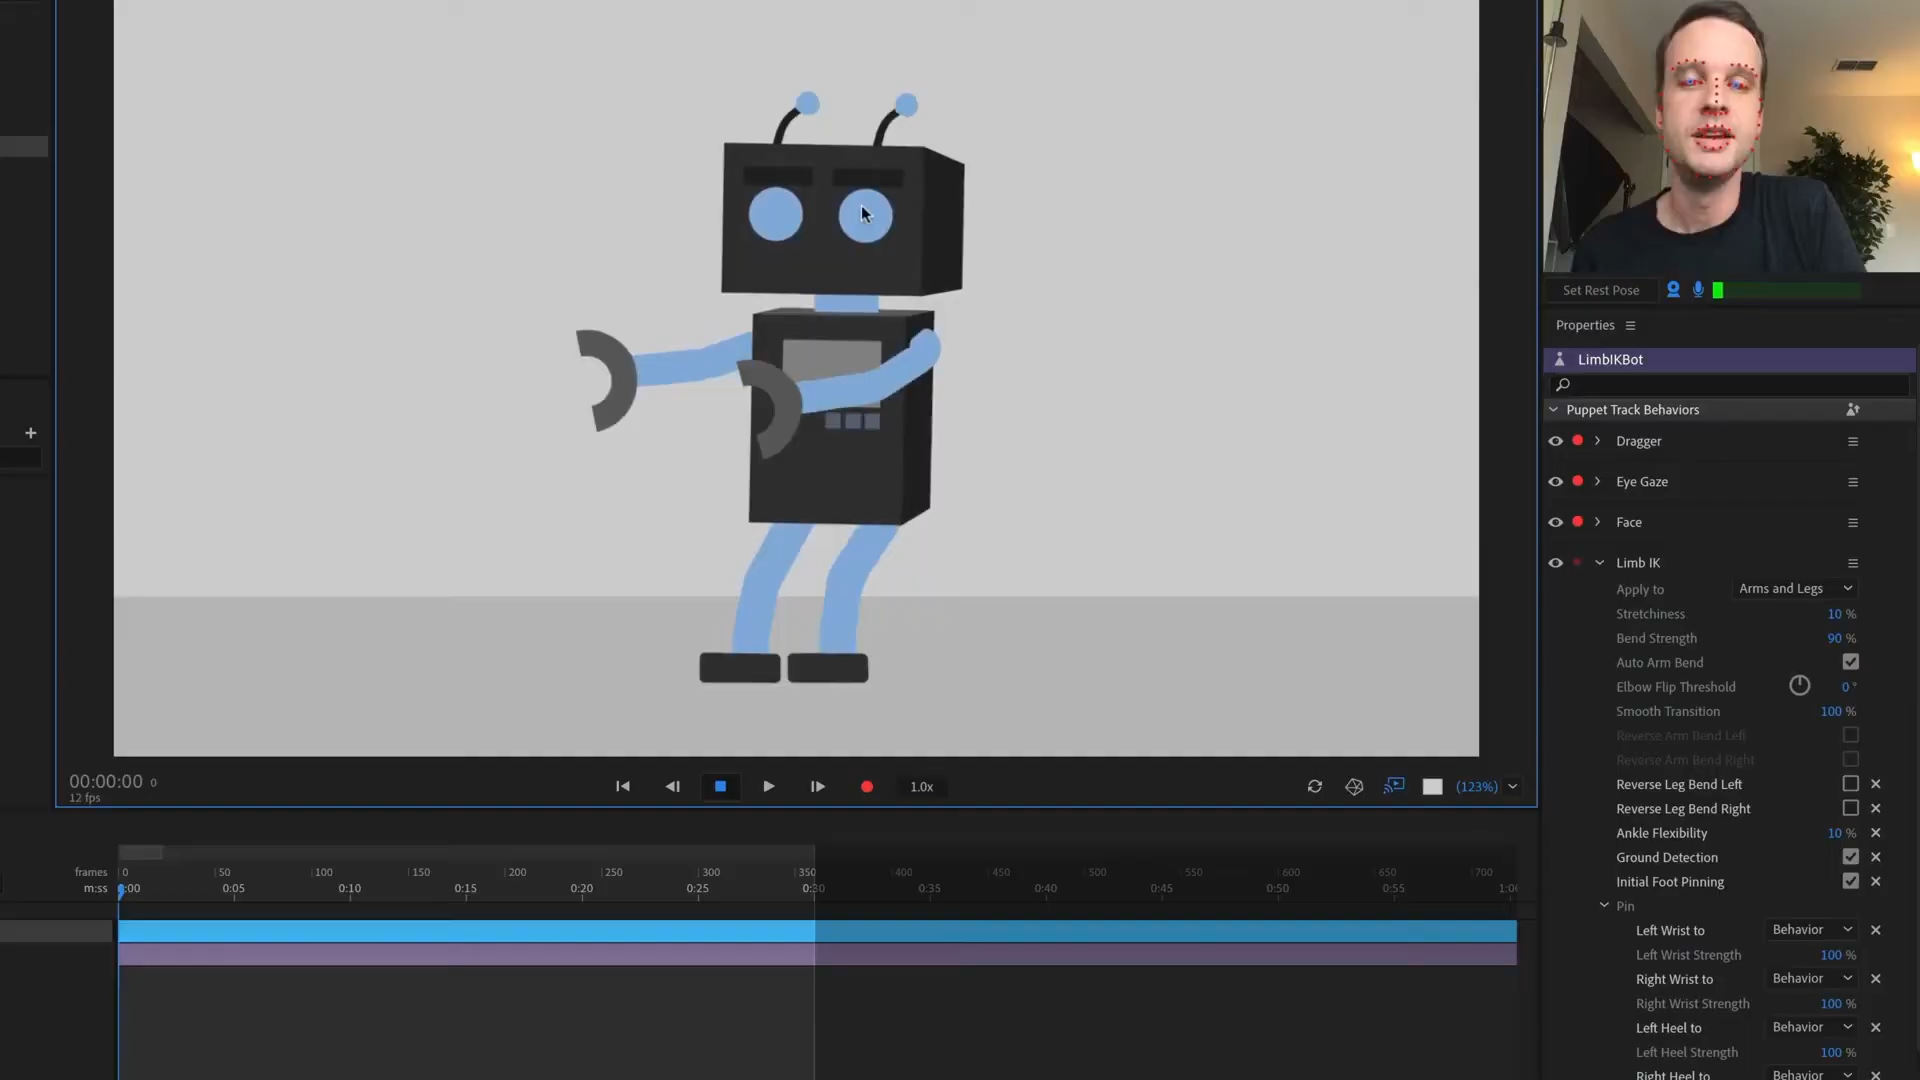 Set Rest Pose
Properties
LimbIKBot
Puppet Track Behaviors
Dragger
Eye Gaze
Face
Limb IK
Apply to Arms and Legs
Stretchiness 10 %
Bend Strength 90 %
Auto Arm Bend
Elbow Flip Threshold 0 °
Smooth Transition 100 %
Reverse Arm Bend Left
Reverse Arm Bend Right
Reverse Leg Bend Left
Reverse Leg Bend Right
Ankle Flexibility 10 %
Ground Detection
Initial Foot Pinning
Pin
Left Wrist to Behavior
Left Wrist Strength 100 %
Right Wrist to Behavior
Right Wrist Strength 100 %
Left Heel to Behavior
Left Heel Strength 100 %
Right Heel to Behavior
00:00:00 0
12 fps
1.0x
(123%)
frames 0 50 100 150 200 250 300 350 400 450 500 550 600 650 700
m:ss :00 0:05 0:10 0:15 0:20 0:25 0:30 0:35 0:40 0:45 0:50 0:55 1:0